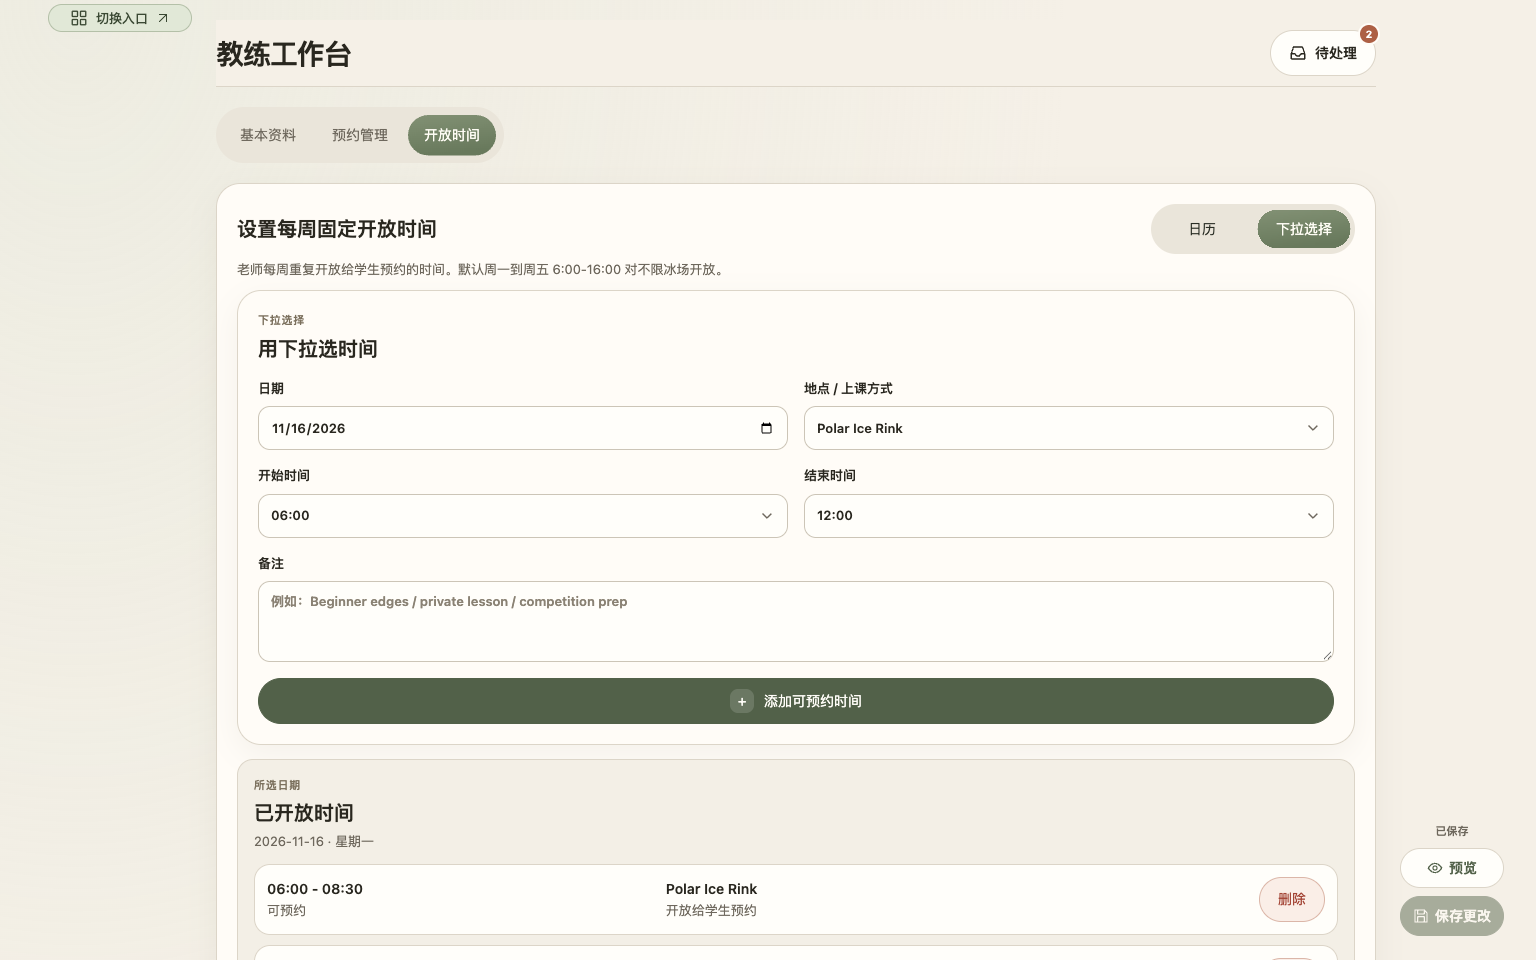 切换入口
教练工作台
待处理
2
基本资料
预约管理
开放时间
设置每周固定开放时间
日历
下拉选择
老师每周重复开放给学生预约的时间。默认周一到周五 6:00-16:00 对不限冰场开放。
下拉选择
用下拉选时间
日期
地点 / 上课方式
11/16/2026
Polar Ice Rink
开始时间
结束时间
06:00
12:00
备注
例如：Beginner edges / private lesson / competition prep
+ 添加可预约时间
所选日期
已开放时间
2026-11-16 · 星期一
06:00 - 08:30
Polar Ice Rink
可预约
开放给学生预约
删除
已保存
预览
保存更改